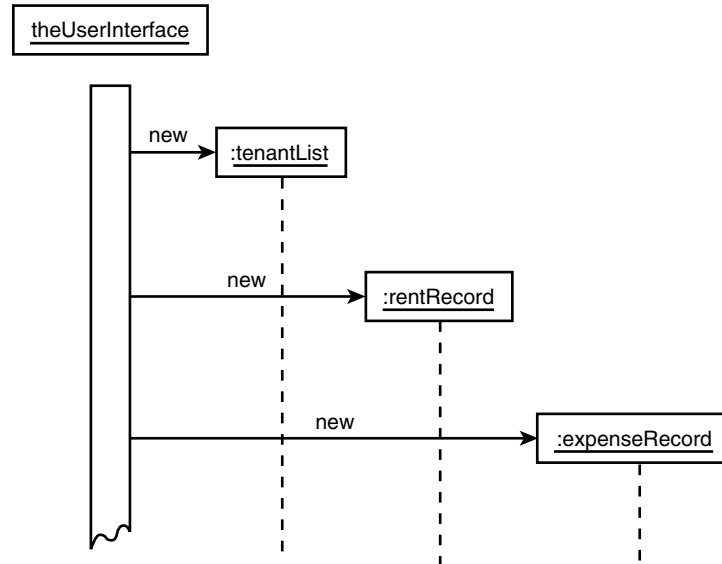 theUserInterface
new
:tenantList
new
:rentRecord
new
:expenseRecord